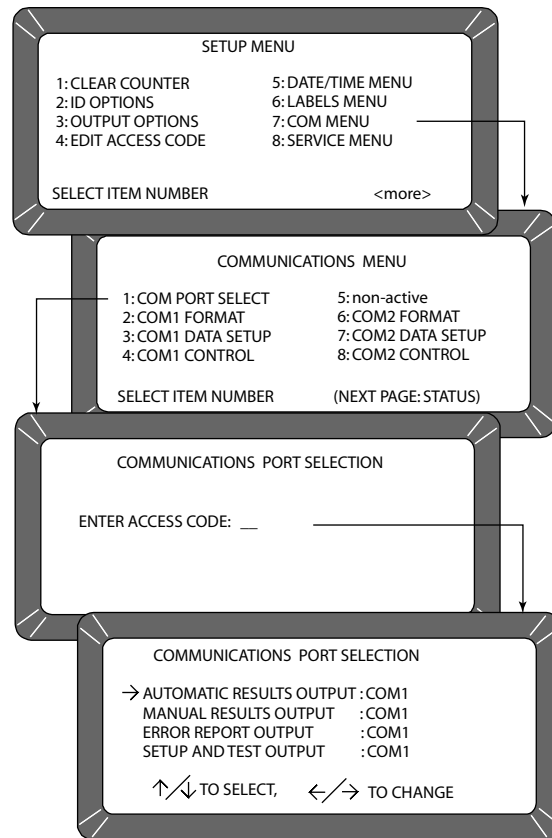 SETUP MENU
1: CLEAR COUNTER 5: DATE/TIME MENU
2: ID OPTIONS 6: LABELS MENU
3: OUTPUT OPTIONS 7: COM MENU
4: EDIT ACCESS CODE 8: SERVICE MENU
SELECT ITEM NUMBER <more>
COMMUNICATIONS MENU
1: COM PORT SELECT 5: non-active
2: COM1 FORMAT 6: COM2 FORMAT
3: COM1 DATA SETUP 7: COM2 DATA SETUP
4: COM1 CONTROL 8: COM2 CONTROL
SELECT ITEM NUMBER (NEXT PAGE: STATUS)
COMMUNICATIONS PORT SELECTION
ENTER ACCESS CODE: __
COMMUNICATIONS PORT SELECTION
→ AUTOMATIC RESULTS OUTPUT : COM1
MANUAL RESULTS OUTPUT : COM1
ERROR REPORT OUTPUT : COM1
SETUP AND TEST OUTPUT : COM1
↑/↓ TO SELECT, ←/→ TO CHANGE